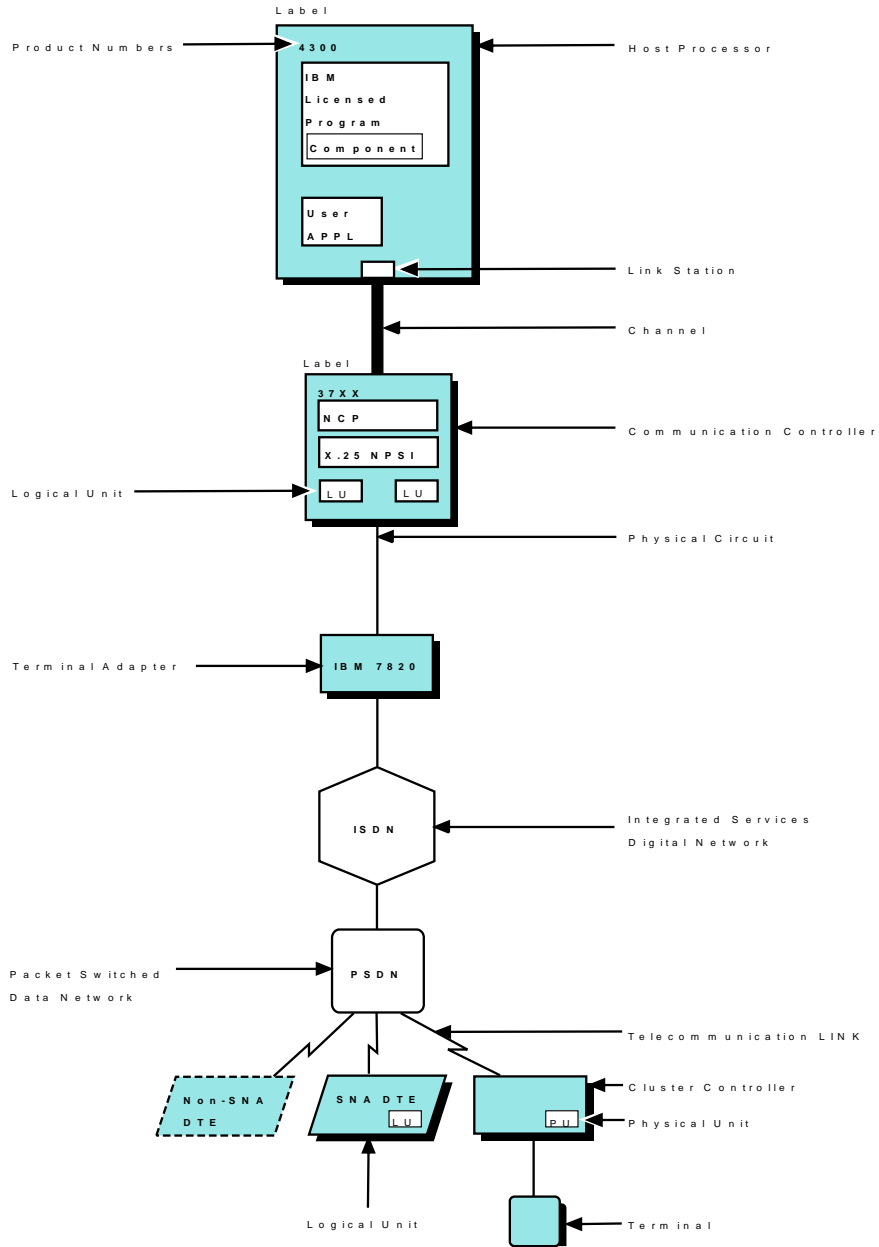 Label
Product Numbers
4300
Host Processor
IBM
Licensed
Program
Component
User
APPL
Link Station
Channel
Label
37XX
NCP
Communication Controller
X.25 NPSI
Logical Unit
LU
LU
Physical Circuit
Terminal Adapter
IBM 7820
ISDN
Integrated Services
Digital Network
Packet Switched
Data Network
PSDN
Telecommunication LINK
Non-SNA
DTE
SNA DTE
LU
Cluster Controller
PU
Physical Unit
Logical Unit
Terminal